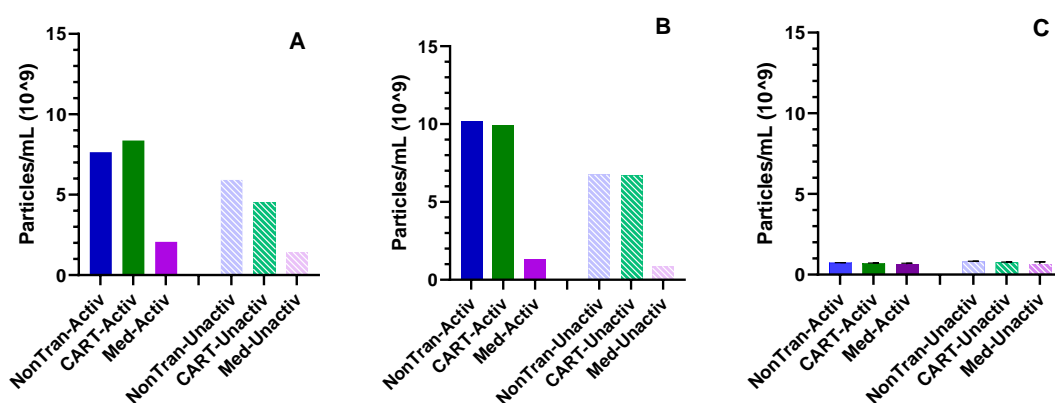 A
Particles/mL (10^9)
15
10
5
0
NonTran-Activ
CART-Activ
Med-Activ
NonTran-Unactiv
CART-Unactiv
Med-Unactiv
B
Particles/mL (10^9)
15
10
5
0
NonTran-Activ
CART-Activ
Med-Activ
NonTran-Unactiv
CART-Unactiv
Med-Unactiv
C
Particles/mL (10^9)
15
10
5
0
NonTran-Activ
CART-Activ
Med-Activ
NonTran-Unactiv
CART-Unactiv
Med-Unactiv